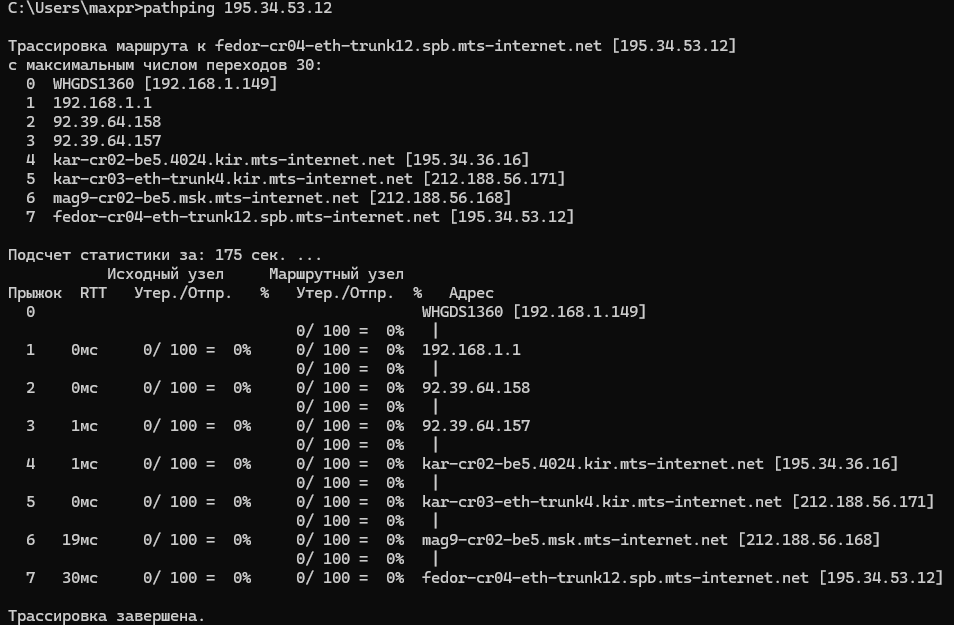 C:\Users\maxpr>pathping 195.34.53.12
Трассировка маршрута к fedor-cr04-eth-trunk12.spb.mts-internet.net [195.34.53.12]
с максимальным числом переходов 30:
  0  WHGDS1360 [192.168.1.149]
  1  192.168.1.1
  2  92.39.64.158
  3  92.39.64.157
  4  kar-cr02-be5.4024.kir.mts-internet.net [195.34.36.16]
  5  kar-cr03-eth-trunk4.kir.mts-internet.net [212.188.56.171]
  6  mag9-cr02-be5.msk.mts-internet.net [212.188.56.168]
  7  fedor-cr04-eth-trunk12.spb.mts-internet.net [195.34.53.12]
Подсчет статистики за: 175 сек. ...
           Исходный узел     Маршрутный узел
Прыжок  RTT   Утер./Отпр.   %   Утер./Отпр.  %   Адрес
  0                                           WHGDS1360 [192.168.1.149]
                                0/ 100 =  0%   |
  1    0мс     0/ 100 =  0%     0/ 100 =  0%  192.168.1.1
                                0/ 100 =  0%   |
  2    0мс     0/ 100 =  0%     0/ 100 =  0%  92.39.64.158
                                0/ 100 =  0%   |
  3    1мс     0/ 100 =  0%     0/ 100 =  0%  92.39.64.157
                                0/ 100 =  0%   |
  4    1мс     0/ 100 =  0%     0/ 100 =  0%  kar-cr02-be5.4024.kir.mts-internet.net [195.34.36.16]
                                0/ 100 =  0%   |
  5    0мс     0/ 100 =  0%     0/ 100 =  0%  kar-cr03-eth-trunk4.kir.mts-internet.net [212.188.56.171]
                                0/ 100 =  0%   |
  6   19мс     0/ 100 =  0%     0/ 100 =  0%  mag9-cr02-be5.msk.mts-internet.net [212.188.56.168]
                                0/ 100 =  0%   |
  7   30мс     0/ 100 =  0%     0/ 100 =  0%  fedor-cr04-eth-trunk12.spb.mts-internet.net [195.34.53.12]
Трассировка завершена.